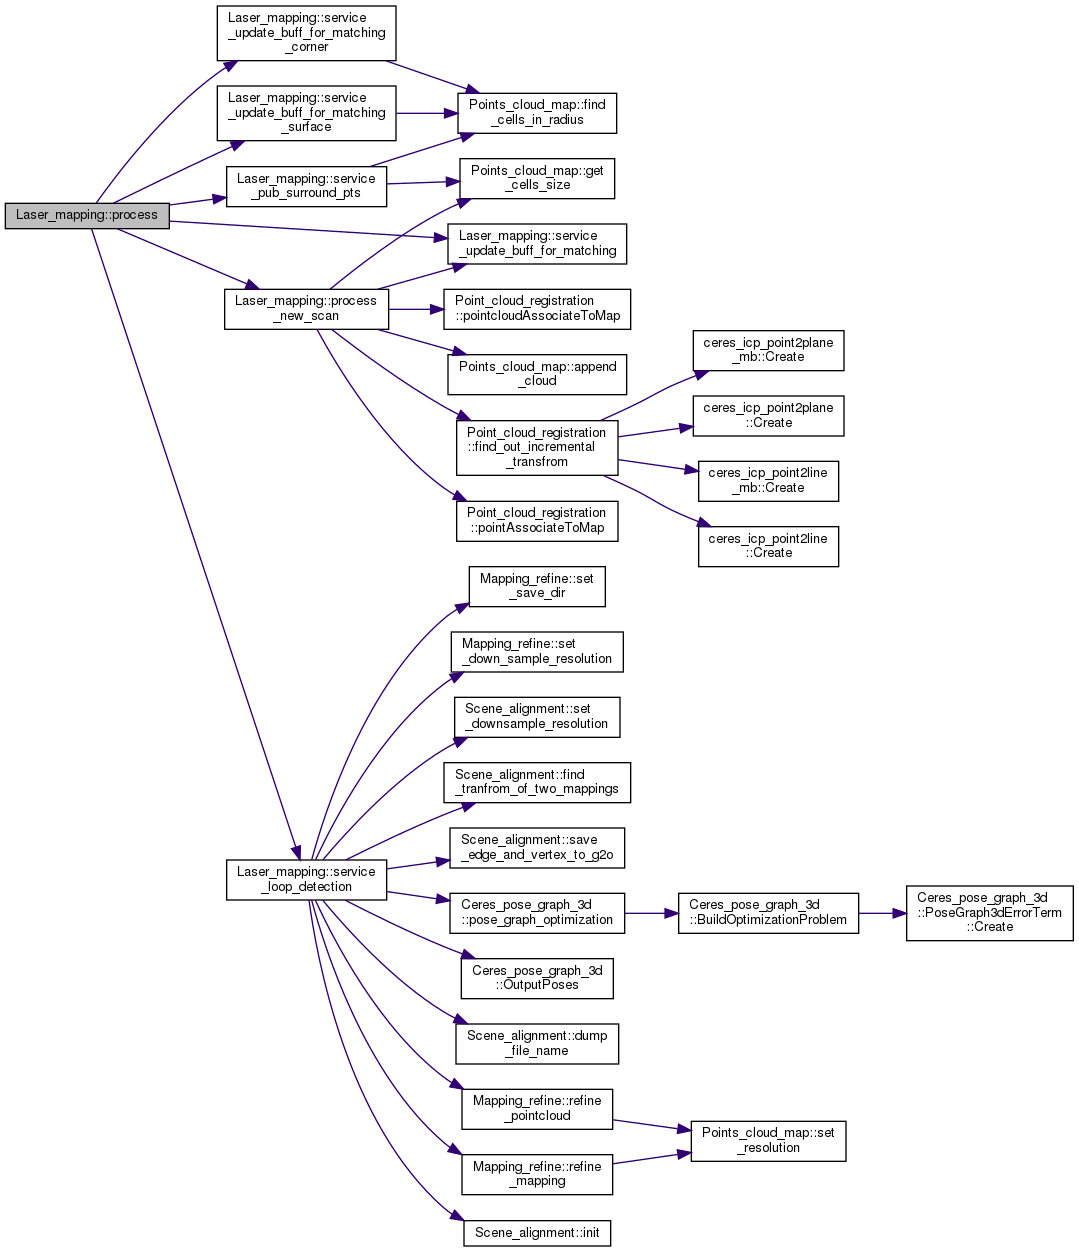 Laser_mapping::process
Laser_mapping::service
_update_buff_for_matching
_corner
Laser_mapping::service
_update_buff_for_matching
_surface
Laser_mapping::service
_pub_surround_pts
Laser_mapping::process
_new_scan
Laser_mapping::service
_loop_detection
Points_cloud_map::find
_cells_in_radius
Points_cloud_map::get
_cells_size
Laser_mapping::service
_update_buff_for_matching
Point_cloud_registration
::pointcloudAssociateToMap
Points_cloud_map::append
_cloud
Point_cloud_registration
::find_out_incremental
_transfrom
Point_cloud_registration
::pointAssociateToMap
Mapping_refine::set
_save_dir
Mapping_refine::set
_down_sample_resolution
Scene_alignment::set
_downsample_resolution
Scene_alignment::find
_tranfrom_of_two_mappings
Scene_alignment::save
_edge_and_vertex_to_g2o
Ceres_pose_graph_3d
::pose_graph_optimization
Ceres_pose_graph_3d
::OutputPoses
Scene_alignment::dump
_file_name
Mapping_refine::refine
_pointcloud
Mapping_refine::refine
_mapping
Scene_alignment::init
ceres_icp_point2plane
_mb::Create
ceres_icp_point2plane
::Create
ceres_icp_point2line
_mb::Create
ceres_icp_point2line
::Create
Ceres_pose_graph_3d
::BuildOptimizationProblem
Points_cloud_map::set
_resolution
Ceres_pose_graph_3d
::PoseGraph3dErrorTerm
::Create